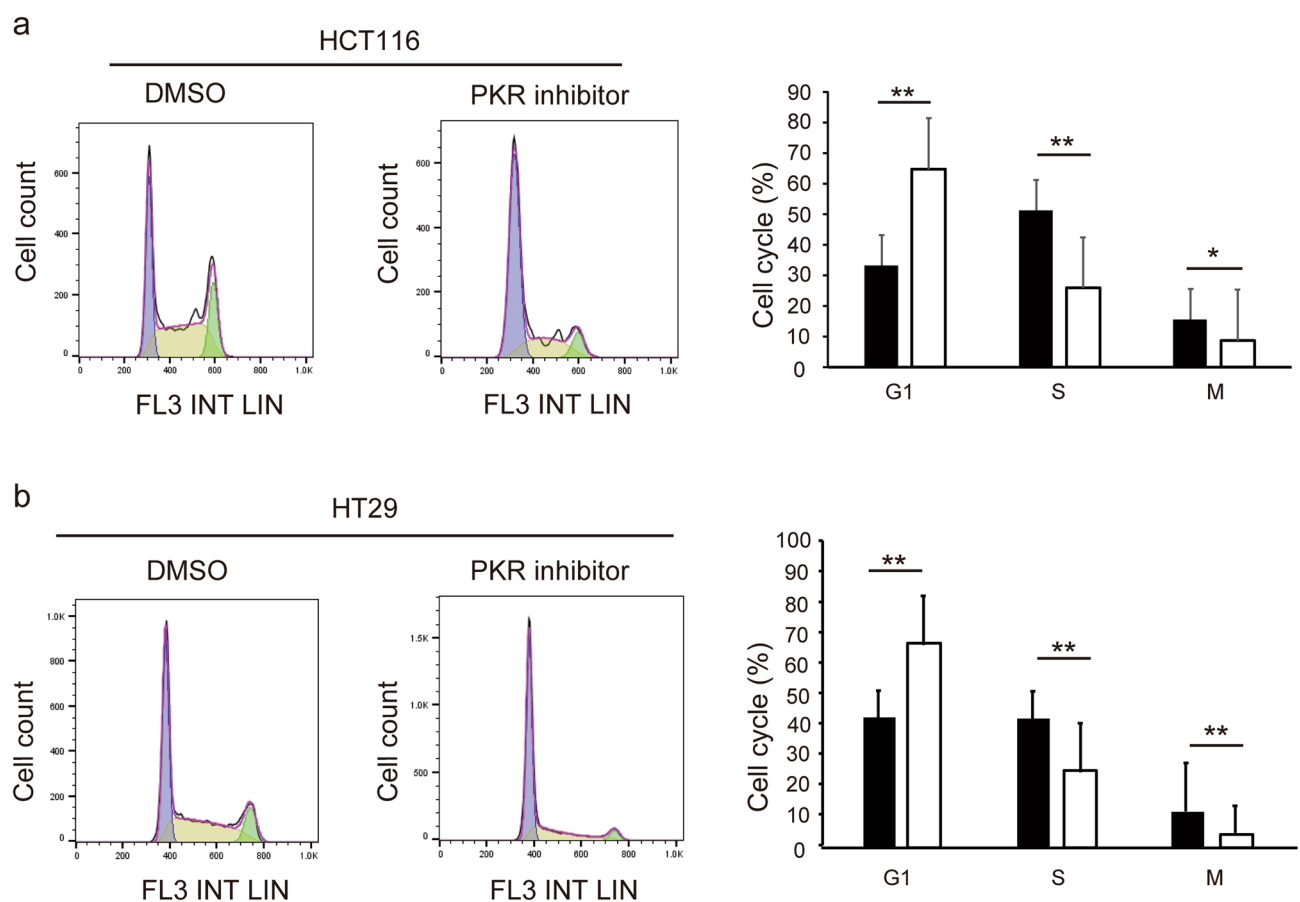 a
HCT116
DMSO
PKR inhibitor
Cell count
600
400
200
0
0 200 400 600 800 1.0K
FL3 INT LIN
Cell count
600
400
200
0
0 200 400 600 800 1.0K
FL3 INT LIN
Cell cycle (%)
90
80
70
60
50
40
30
20
10
0
**
**
*
G1 S M
b
HT29
DMSO
PKR inhibitor
Cell count
1.0K
800
600
400
200
0
0 200 400 600 800 1.0K
FL3 INT LIN
Cell count
1.5K
1.0K
500
0
0 200 400 600 800 1.0K
FL3 INT LIN
Cell cycle (%)
100
90
80
70
60
50
40
30
20
10
0
**
**
**
G1 S M